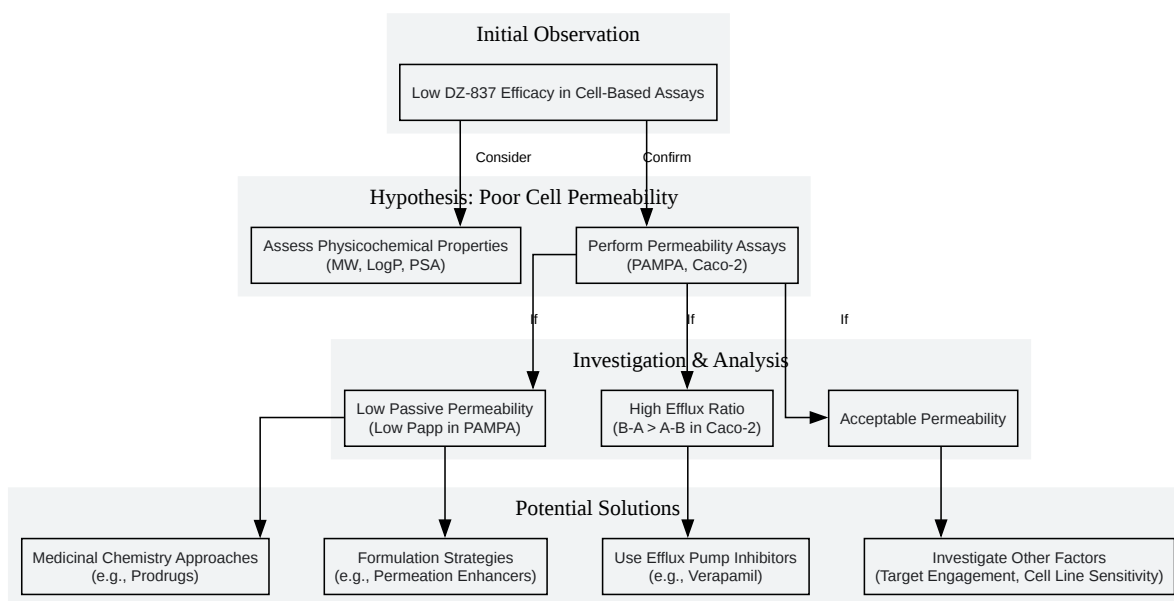 Initial Observation
Low DZ-837 Efficacy in Cell-Based Assays
Consider
Confirm
Hypothesis: Poor Cell Permeability
Assess Physicochemical Properties
(MW, LogP, PSA)
Perform Permeability Assays
(PAMPA, Caco-2)
If
If
If
Investigation & Analysis
Low Passive Permeability
(Low Papp in PAMPA)
High Efflux Ratio
(B-A > A-B in Caco-2)
Acceptable Permeability
Potential Solutions
Medicinal Chemistry Approaches
(e.g., Prodrugs)
Formulation Strategies
(e.g., Permeation Enhancers)
Use Efflux Pump Inhibitors
(e.g., Verapamil)
Investigate Other Factors
(Target Engagement, Cell Line Sensitivity)